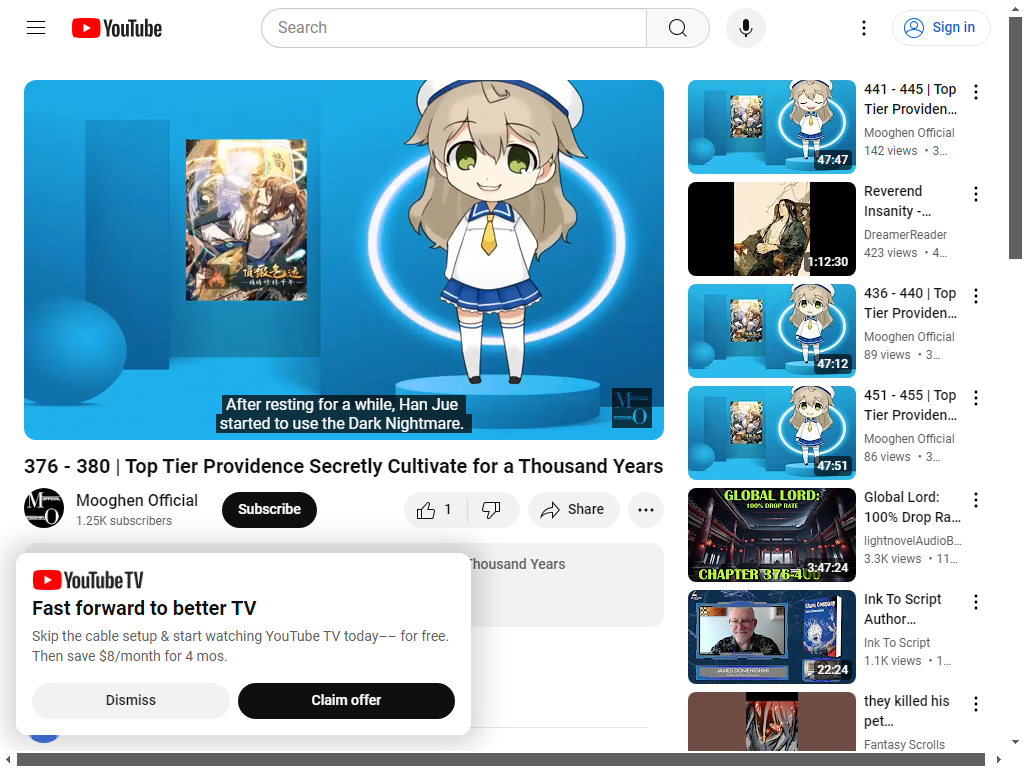 YouTube
Search
Sign in
After resting for a while, Han Jue
started to use the Dark Nightmare.
376 - 380 | Top Tier Providence Secretly Cultivate for a Thousand Years
Mooghen Official
1.25K subscribers
Subscribe
1
Share
Thousand Years
YouTube TV
Fast forward to better TV
Skip the cable setup & start watching YouTube TV today–– for free.
Then save $8/month for 4 mos.
Dismiss
Claim offer
47:47
441 - 445 | Top
Tier Providen…
Mooghen Official
142 views • 3…
1:12:30
Reverend
Insanity -…
DreamerReader
423 views • 4…
47:12
436 - 440 | Top
Tier Providen…
Mooghen Official
89 views • 3…
47:51
451 - 455 | Top
Tier Providen…
Mooghen Official
86 views • 3…
GLOBAL LORD:
100% DROP RATE
CHAPTER 376-400
3:47:24
Global Lord:
100% Drop Ra…
lightnovelAudioB…
3.3K views • 11…
JAMES DOMENIGHINI
22:24
Ink To Script
Author…
Ink To Script
1.1K views • 1…
they killed his
pet…
Fantasy Scrolls